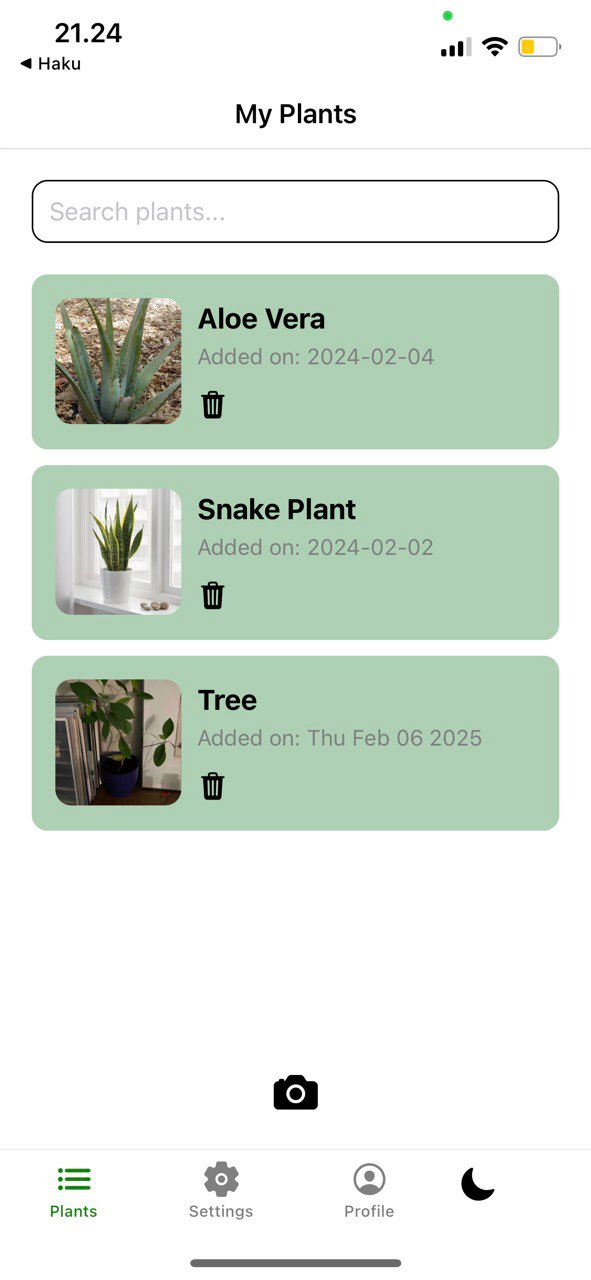 21.24
◀ Haku
My Plants
Search plants...
Aloe Vera
Added on: 2024-02-04
Snake Plant
Added on: 2024-02-02
Tree
Added on: Thu Feb 06 2025
Plants
Settings
Profile